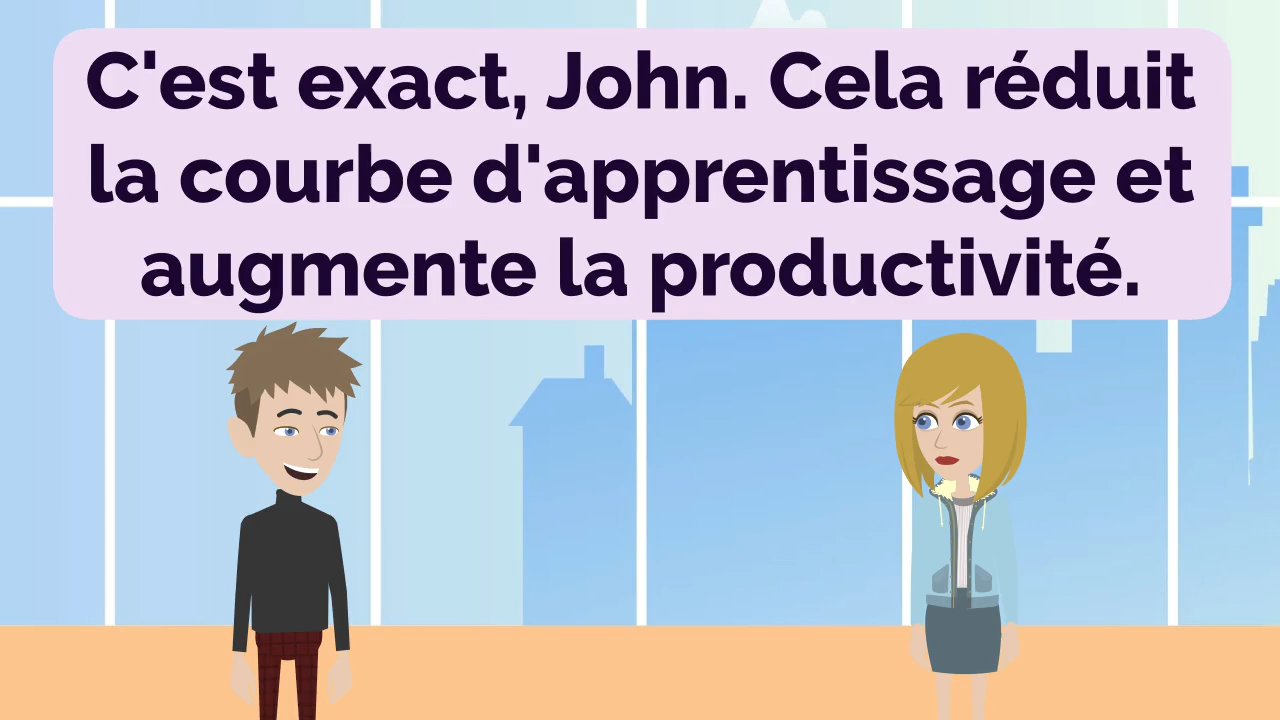 C'est exact, John. Cela réduit
la courbe d'apprentissage et
augmente la productivité.